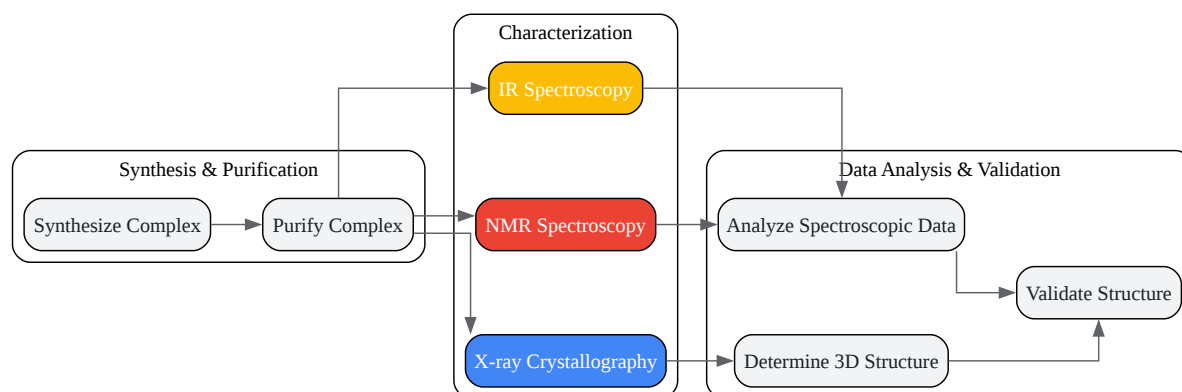 Characterization
IR Spectroscopy
Synthesis & Purification
Data Analysis & Validation
Synthesize Complex
Purify Complex
NMR Spectroscopy
Analyze Spectroscopic Data
Validate Structure
X-ray Crystallography
Determine 3D Structure